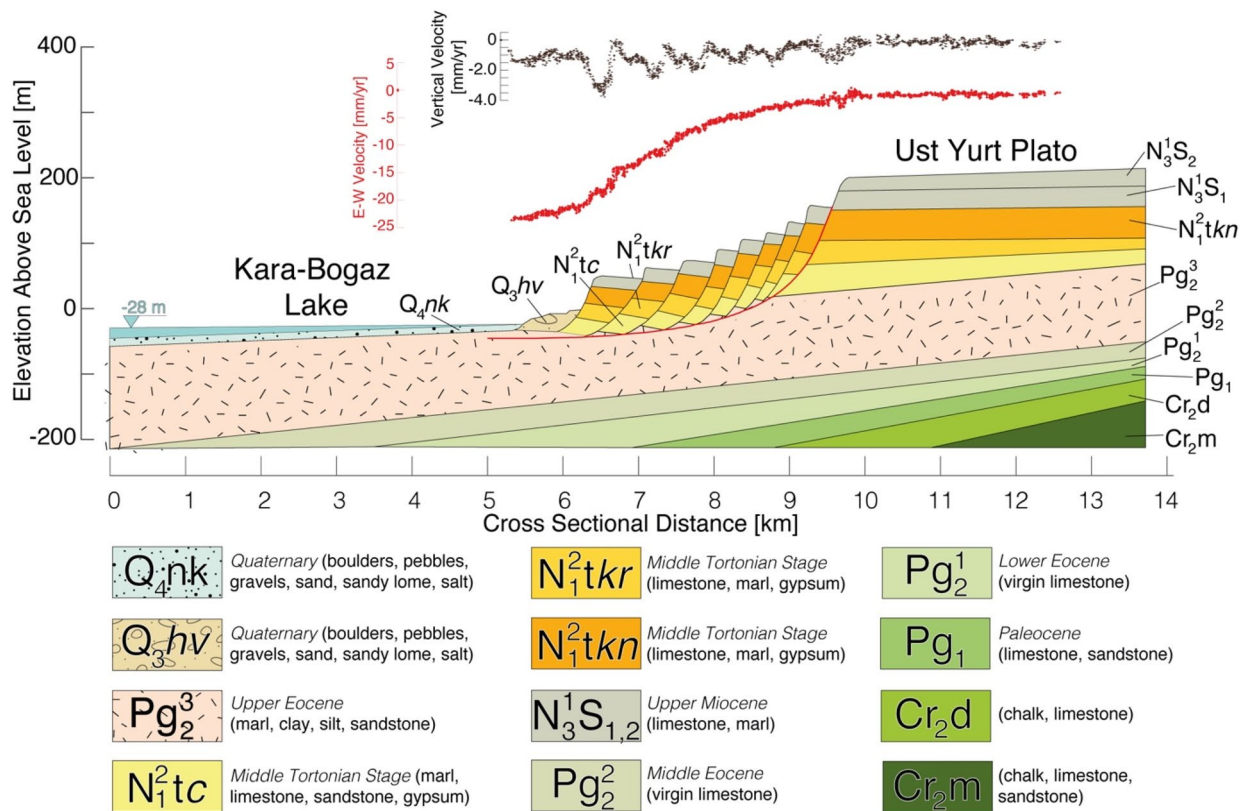 400
200
0
-200
Elevation Above Sea Level [m]
5
0
-5
-10
-15
-20
-25
E-W Velocity [mm/yr]
0
-2.0
-4.0
Vertical Velocity
[mm/yr]
Ust Yurt Plato
Kara-Bogaz
Lake
-28 m
Q₄nk
Q₃hv
N₁²tc
N₁²tkr
N₃¹S₂
N₃¹S₁
N₁²tkn
Pg₂³
Pg₂²
Pg₂¹
Pg₁
Cr₂d
Cr₂m
0 1 2 3 4 5 6 7 8 9 10 11 12 13 14
Cross Sectional Distance [km]
Q₄nk
Quaternary (boulders, pebbles,
gravels, sand, sandy lome, salt)
Q₃hv
Quaternary (boulders, pebbles,
gravels, sand, sandy lome, salt)
Pg₂³
Upper Eocene
(marl, clay, silt, sandstone)
N₁²tc
Middle Tortonian Stage (marl,
limestone, sandstone, gypsum)
N₁²tkr
Middle Tortonian Stage
(limestone, marl, gypsum)
N₁²tkn
Middle Tortonian Stage
(limestone, marl, gypsum)
N₃¹S₁,₂
Upper Miocene
(limestone, marl)
Pg₂²
Middle Eocene
(virgin limestone)
Pg₂¹
Lower Eocene
(virgin limestone)
Pg₁
Paleocene
(limestone, sandstone)
Cr₂d
(chalk, limestone)
Cr₂m
(chalk, limestone,
sandstone)